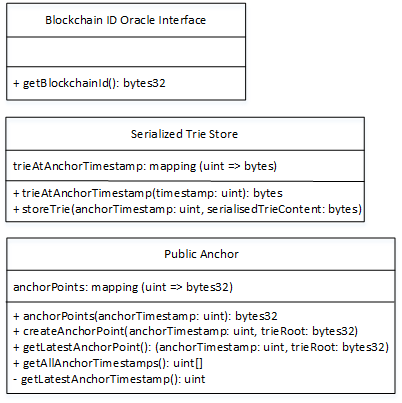 Blockchain ID Oracle Interface
+ getBlockchainId(): bytes32
Serialized Trie Store
trieAtAnchorTimestamp: mapping (uint => bytes)
+ trieAtAnchorTimestamp(timestamp: uint): bytes
+ storeTrie(anchorTimestamp: uint, serialisedTrieContent: bytes)
Public Anchor
anchorPoints: mapping (uint => bytes32)
+ anchorPoints(anchorTimestamp: uint): bytes32
+ createAnchorPoint(anchorTimestamp: uint, trieRoot: bytes32)
+ getLatestAnchorPoint(): (anchorTimestamp: uint, trieRoot: bytes32)
+ getAllAnchorTimestamps(): uint[]
- getLatestAnchorTimestamp(): uint